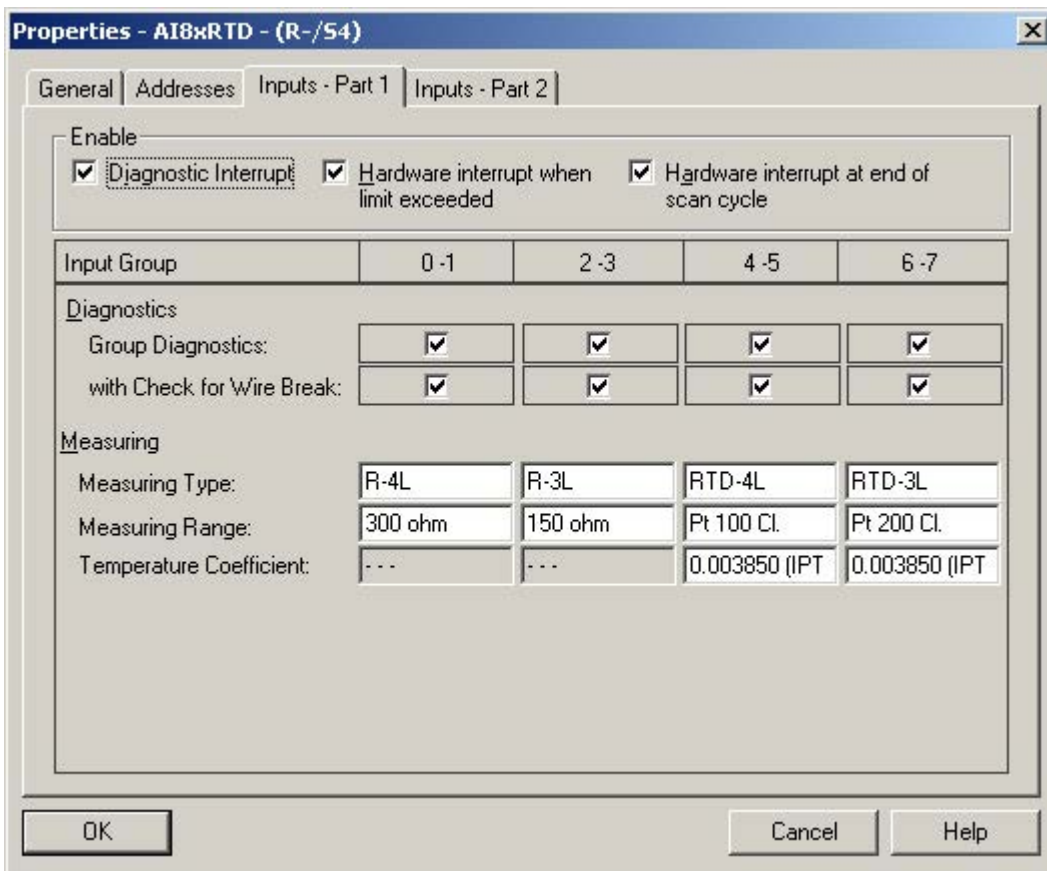 Properties - AI8xRTD - (R-/S4)
General Addresses Inputs - Part 1 Inputs - Part 2
Enable
Diagnostic Interrupt Hardware interrupt when limit exceeded Hardware interrupt at end of scan cycle
Input Group 0 -1 2 -3 4 -5 6 -7
Diagnostics
Group Diagnostics:
with Check for Wire Break:
Measuring
Measuring Type: R-4L R-3L RTD-4L RTD-3L
Measuring Range: 300 ohm 150 ohm Pt 100 Cl. Pt 200 Cl.
Temperature Coefficient: - - - - - - 0.003850 (IPT 0.003850 (IPT
OK Cancel Help